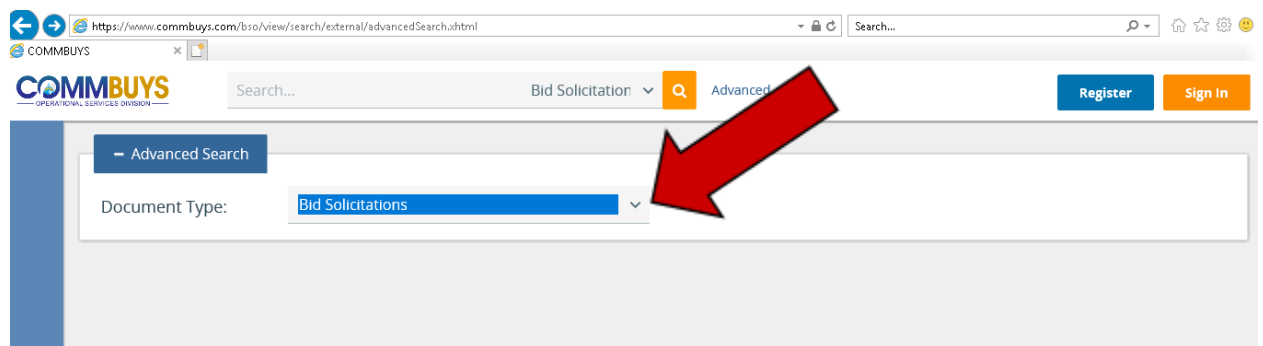 https://www.commbuys.com/bso/view/search/external/advancedSearch.xhtml
Search...
COMMBUYS
COMMBUYS
OPERATIONAL SERVICES DIVISION
Search...
Bid Solicitation
Advanced
Register
Sign In
– Advanced Search
Document Type:
Bid Solicitations